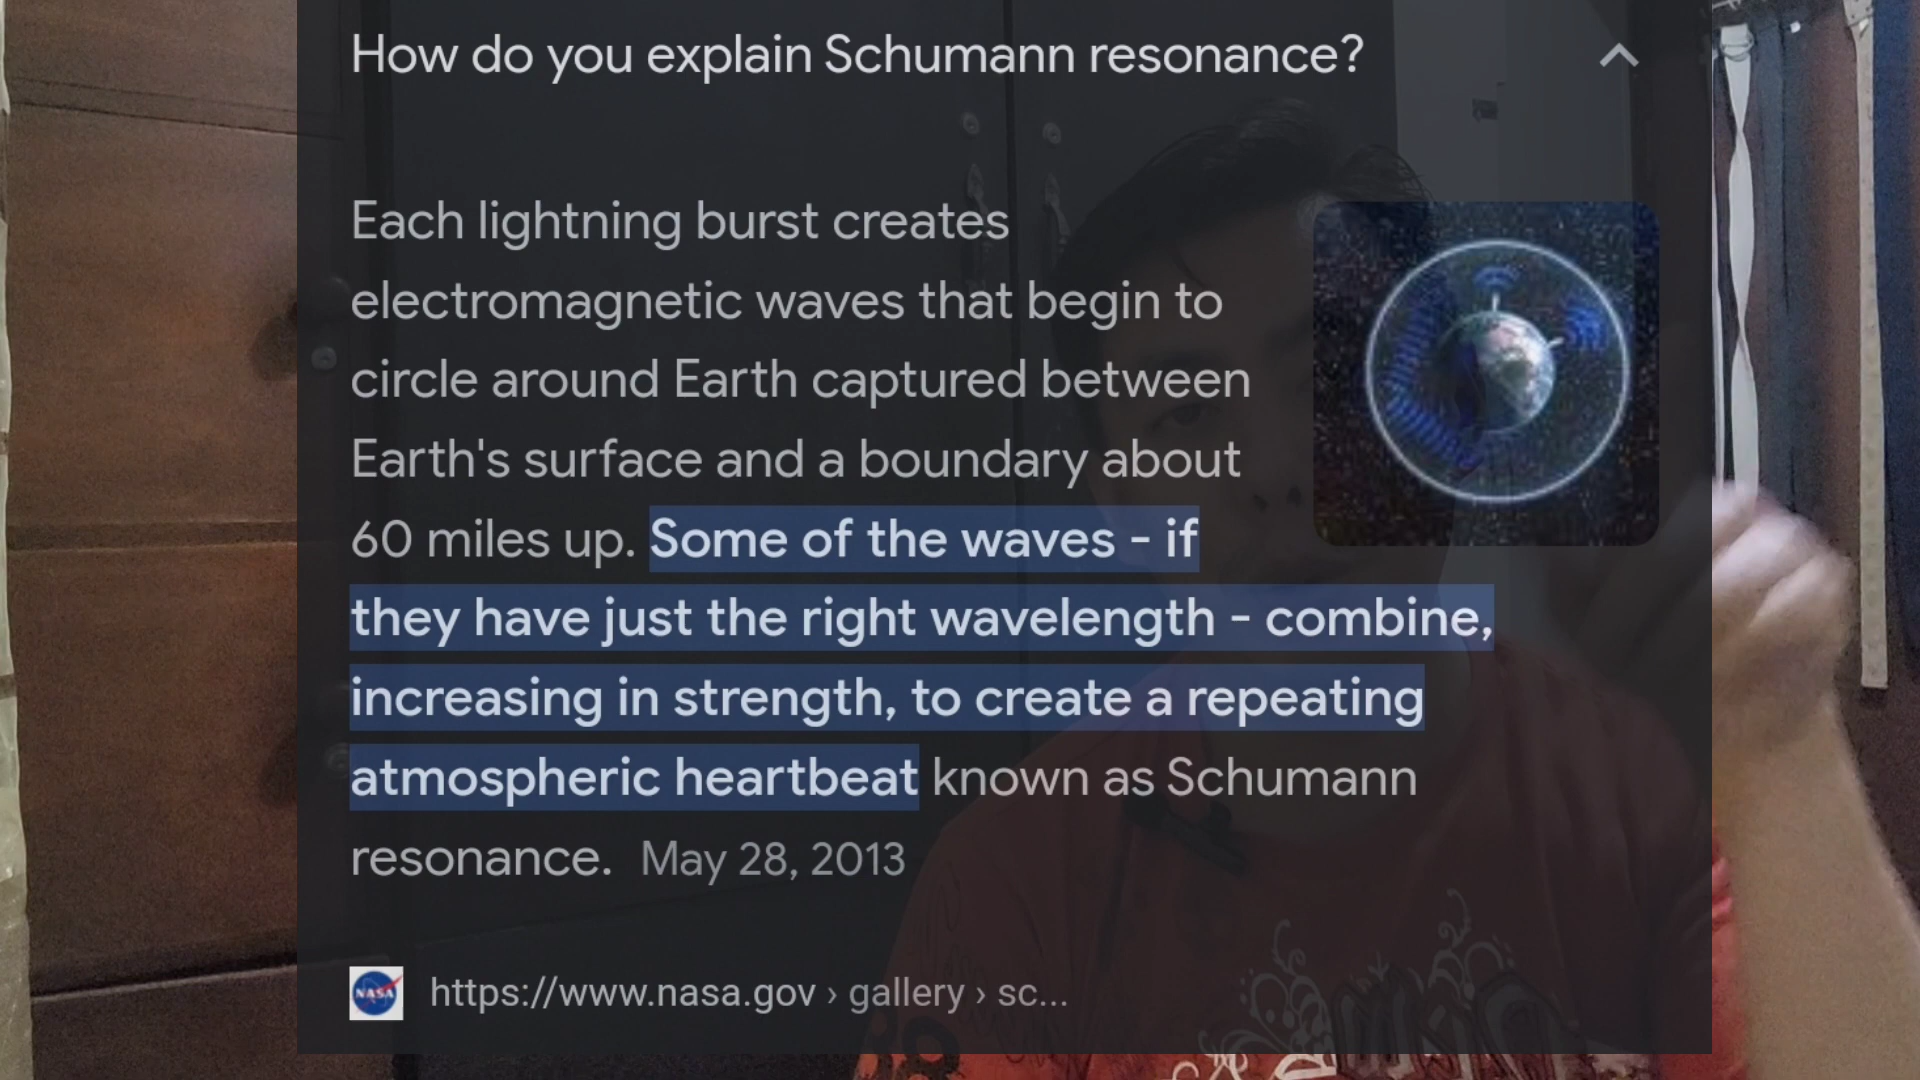 How do you explain Schumann resonance?
Each lightning burst creates
electromagnetic waves that begin to
circle around Earth captured between
Earth's surface and a boundary about
60 miles up. Some of the waves - if
they have just the right wavelength - combine,
increasing in strength, to create a repeating
atmospheric heartbeat known as Schumann
resonance. May 28, 2013
NASA
https://www.nasa.gov › gallery › sc...